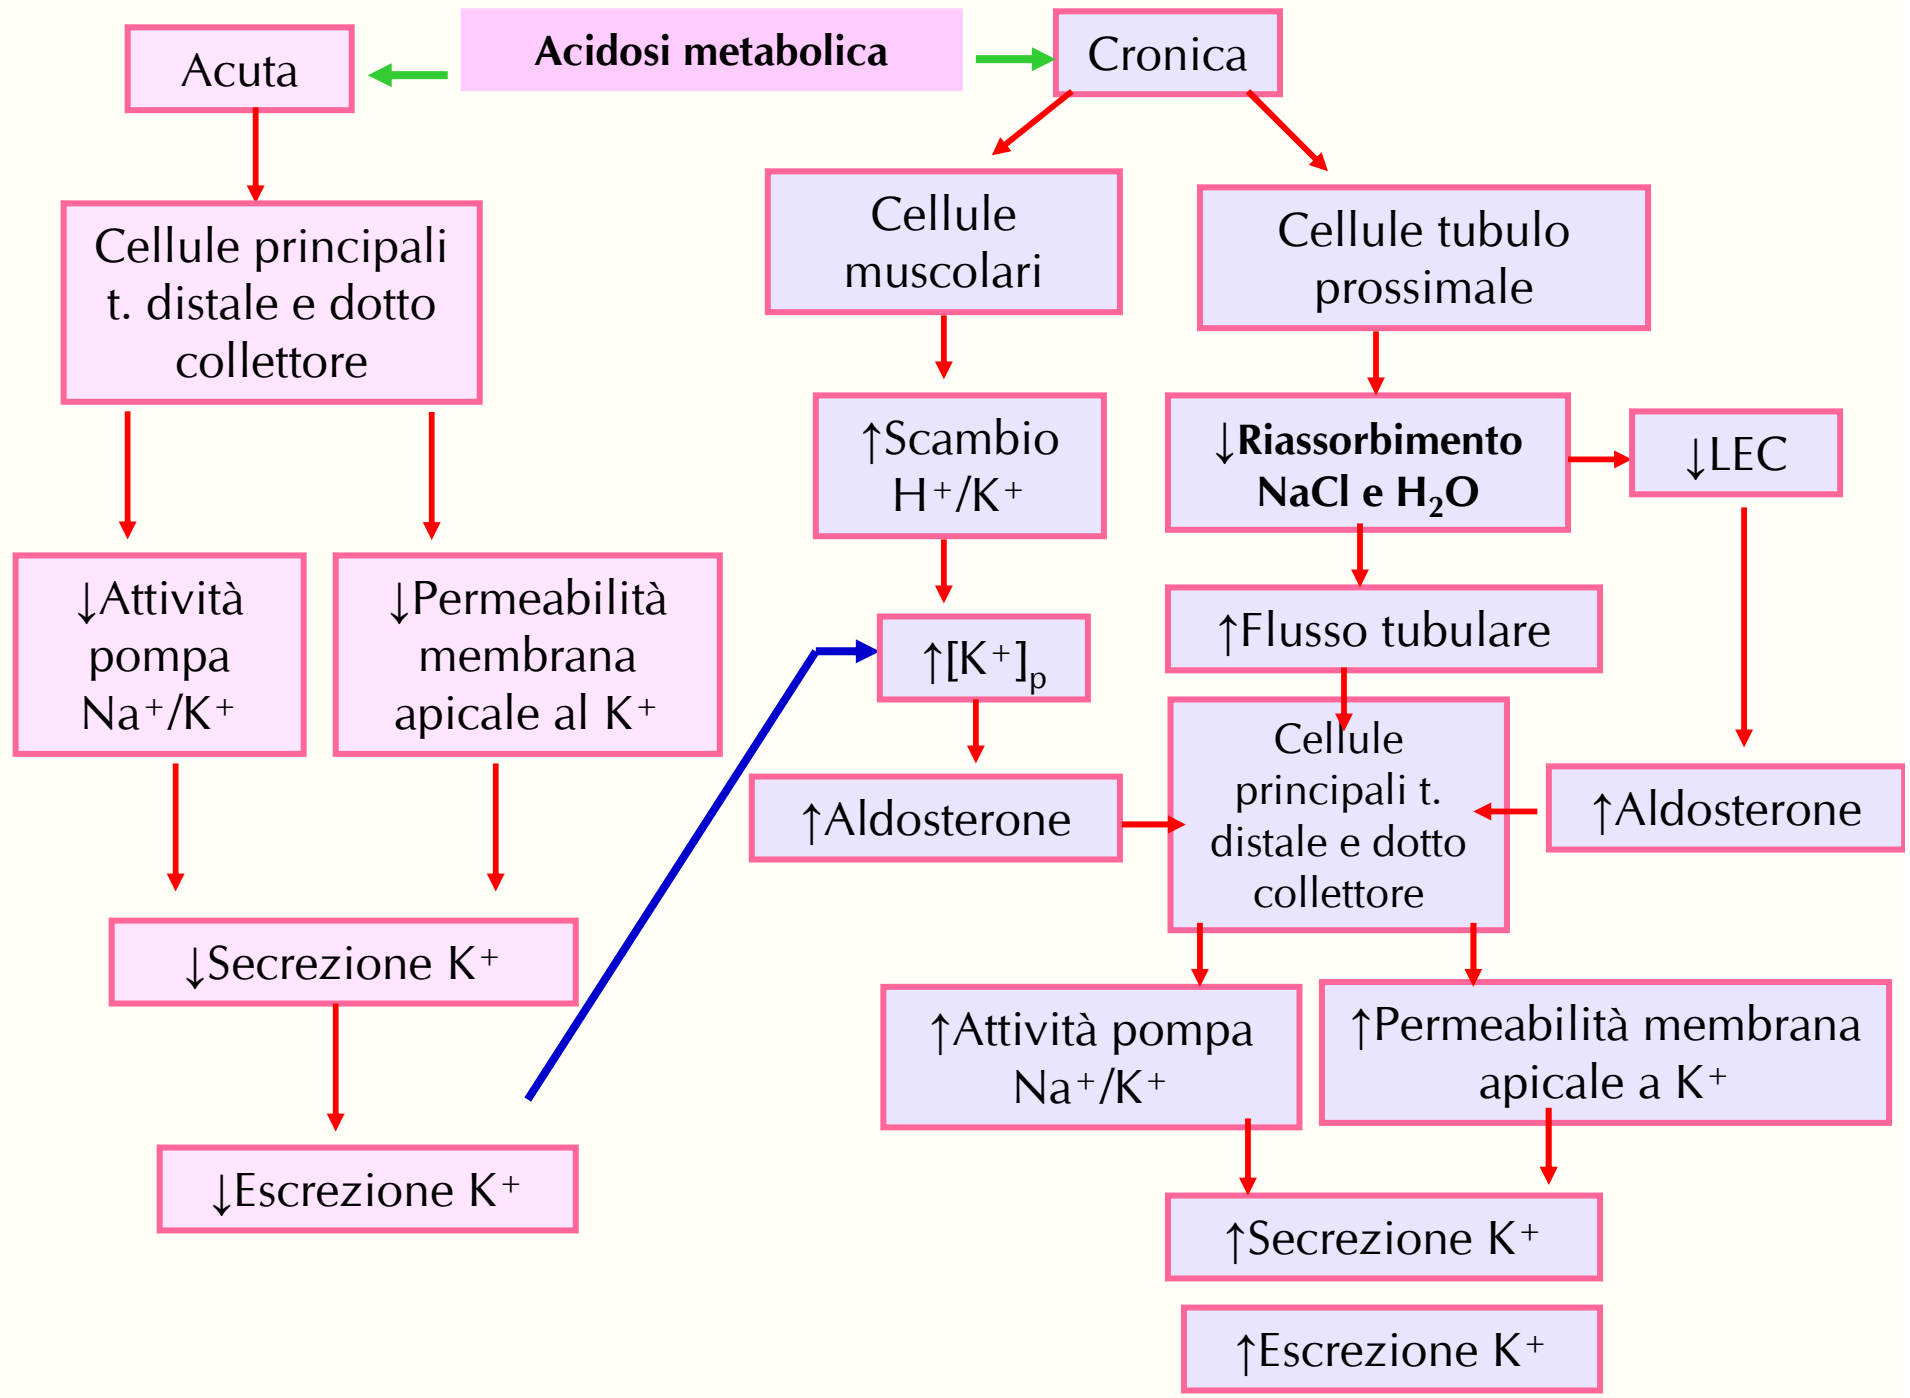 Acidosi metabolica
Acuta
Cellule principali
t. distale e dotto
collettore
↓Attività
pompa
Na⁺/K⁺
↓Permeabilità
membrana
apicale al K⁺
↓Secrezione K⁺
↓Escrezione K⁺
Cronica
Cellule
muscolari
↑Scambio
H⁺/K⁺
↑[K⁺]ₚ
↑Aldosterone
Cellule tubulo
prossimale
↓Riassorbimento
NaCl e H₂O
↓LEC
↑Flusso tubulare
Cellule
principali t.
distale e dotto
collettore
↑Aldosterone
↑Attività pompa
Na⁺/K⁺
↑Permeabilità membrana
apicale a K⁺
↑Secrezione K⁺
↑Escrezione K⁺